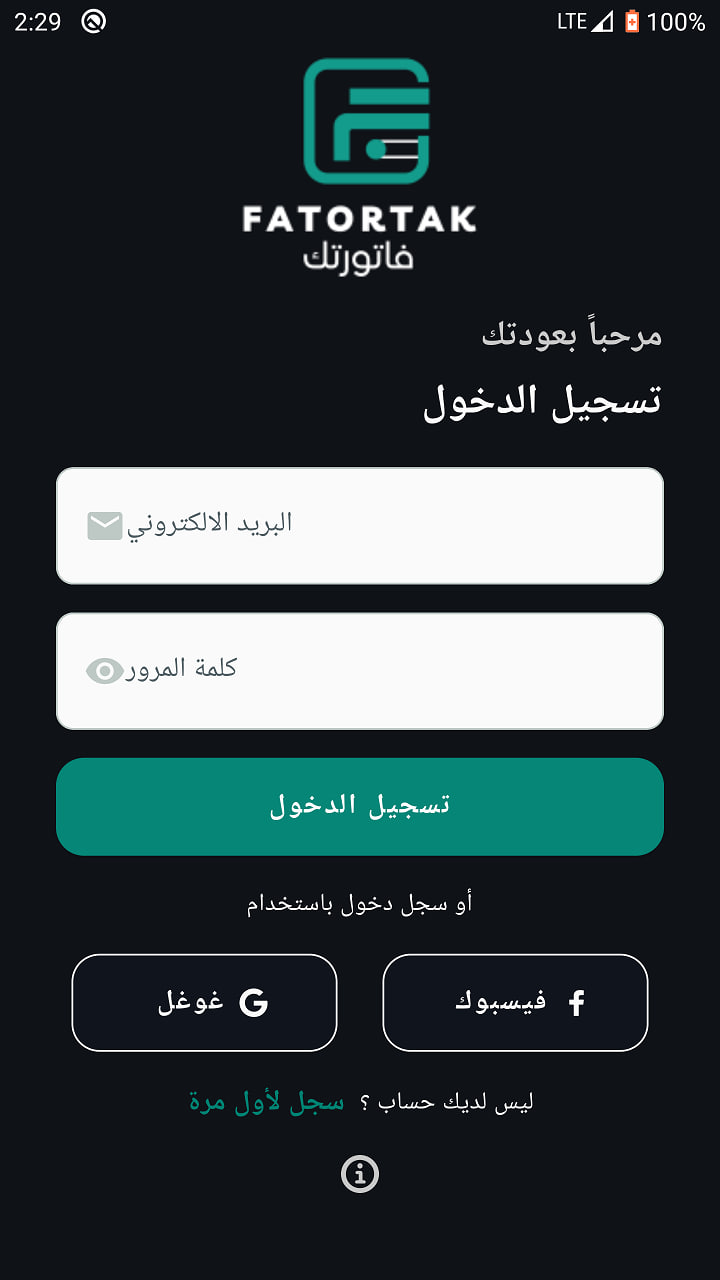 2:29 LTE 100%
FATORTAK
فاتورتك
مرحباً بعودتك
تسجيل الدخول
البريد الالكتروني
كلمة المرور
تسجيل الدخول
أو سجل دخول باستخدام
فيسبوك
غوغل
ليس لديك حساب ؟ سجل لأول مرة